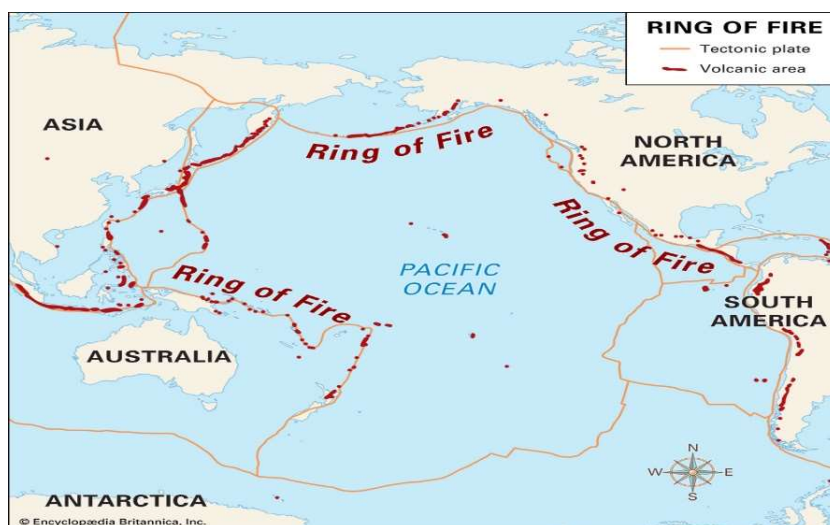 RING OF FIRE
Tectonic plate
Volcanic area
ASIA
NORTH
AMERICA
Ring of Fire
Ring of Fire
Ring of Fire
PACIFIC
OCEAN
SOUTH
AMERICA
AUSTRALIA
N
W
E
S
ANTARCTICA
© Encyclopædia Britannica, Inc.